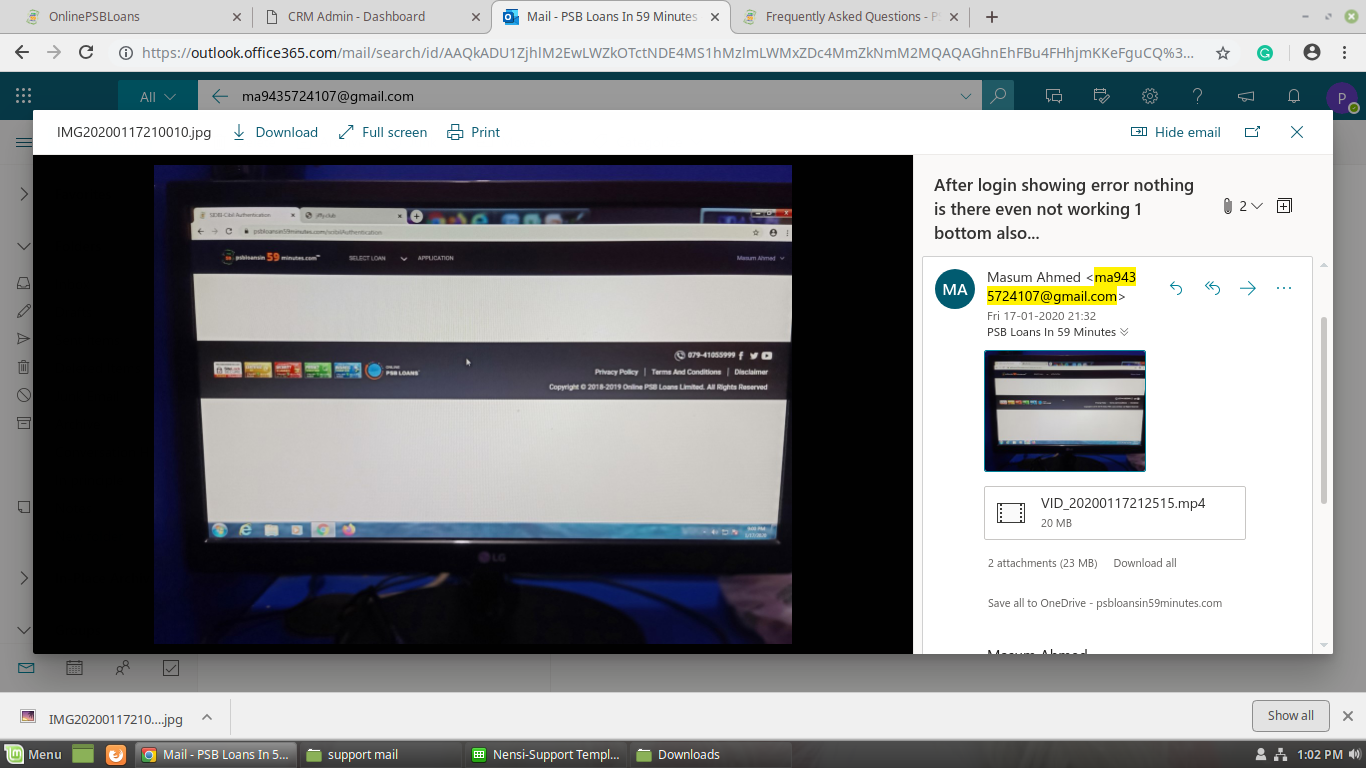 OnlinePSBLoans
CRM Admin - Dashboard
Mail - PSB Loans In 59 Minutes
Frequently Asked Questions - P
https://outlook.office365.com/mail/search/id/AAQkADU1ZjhlM2EwLWZkOTctNDE4MS1hMzlmLWMxZDc4MmZkNmM2MQAQAGhnEhFBu4FHhjmKKeFguCQ%3...
All
ma9435724107@gmail.com
P
IMG20200117210010.jpg
Download
Full screen
Print
Hide email
After login showing error nothing
is there even not working 1
bottom also...
2
MA
Masum Ahmed <ma943
5724107@gmail.com>
Fri 17-01-2020 21:32
PSB Loans In 59 Minutes
SIDBI-Cibil Authentication
jiffy.club
psbloansin59minutes.com/scibilAuthentication
psbloansin 59 minutes.com
SELECT LOAN
APPLICATION
Masum Ahmed
079-41055999
ONLINE
PSB LOANS
Privacy Policy | Terms And Conditions | Disclaimer
Copyright © 2018-2019 Online PSB Loans Limited. All Rights Reserved
LG
VID_20200117212515.mp4
20 MB
2 attachments (23 MB)
Download all
Save all to OneDrive - psbloansin59minutes.com
Masum Ahmed
IMG20200117210....jpg
Show all
Menu
Mail - PSB Loans In 5...
support mail
Nensi-Support Templ...
Downloads
1:02 PM